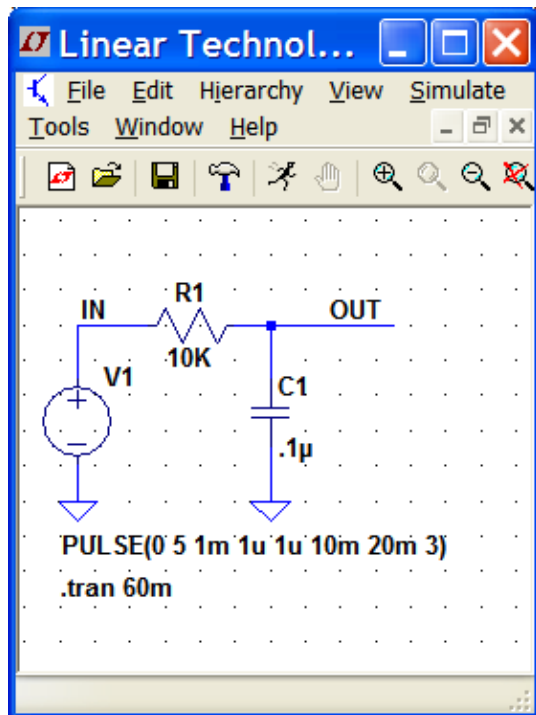 Linear Technol...
File Edit Hierarchy View Simulate
Tools Window Help
R1
IN
OUT
10K
V1
C1
.1µ
PULSE(0 5 1m 1u 1u 10m 20m 3)
.tran 60m